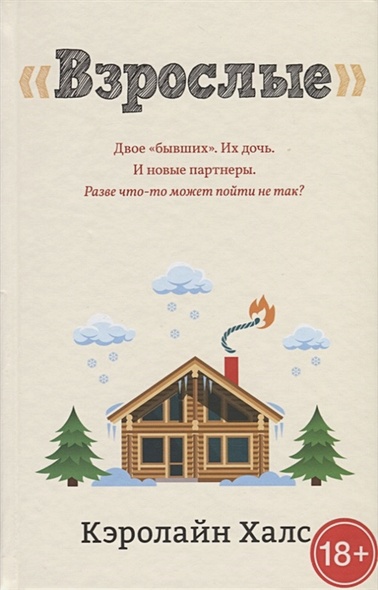 «Взрослые»
Двое «бывших». Их дочь.
И новые партнеры.
Разве что-то может пойти не так?
Кэролайн Халс
18+